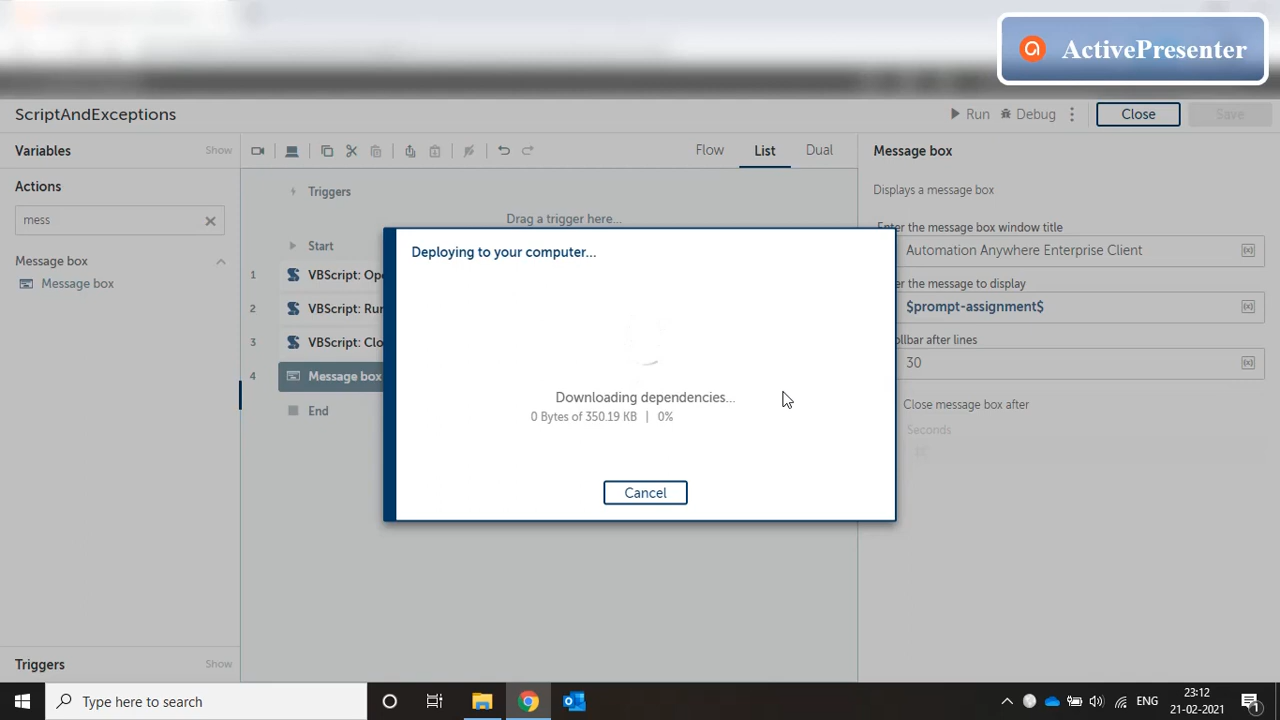 ActivePresenter
ScriptAndExceptions
Run
Debug
Close
Save
Variables
Show
Flow
List
Dual
Message box
Actions
Triggers
Displays a message box
mess
Drag a trigger here...
Enter the message box window title
Start
Deploying to your computer...
Automation Anywhere Enterprise Client
Message box
1
VBScript: Ope
er the message to display
Message box
2
VBScript: Run
$prompt-assignment$
3
VBScript: Clo
ollbar after lines
4
Message box
30
Downloading dependencies...
Close message box after
End
0 Bytes of 350.19 KB | 0%
Seconds
Cancel
Triggers
Show
Type here to search
ENG
23:12
21-02-2021
1